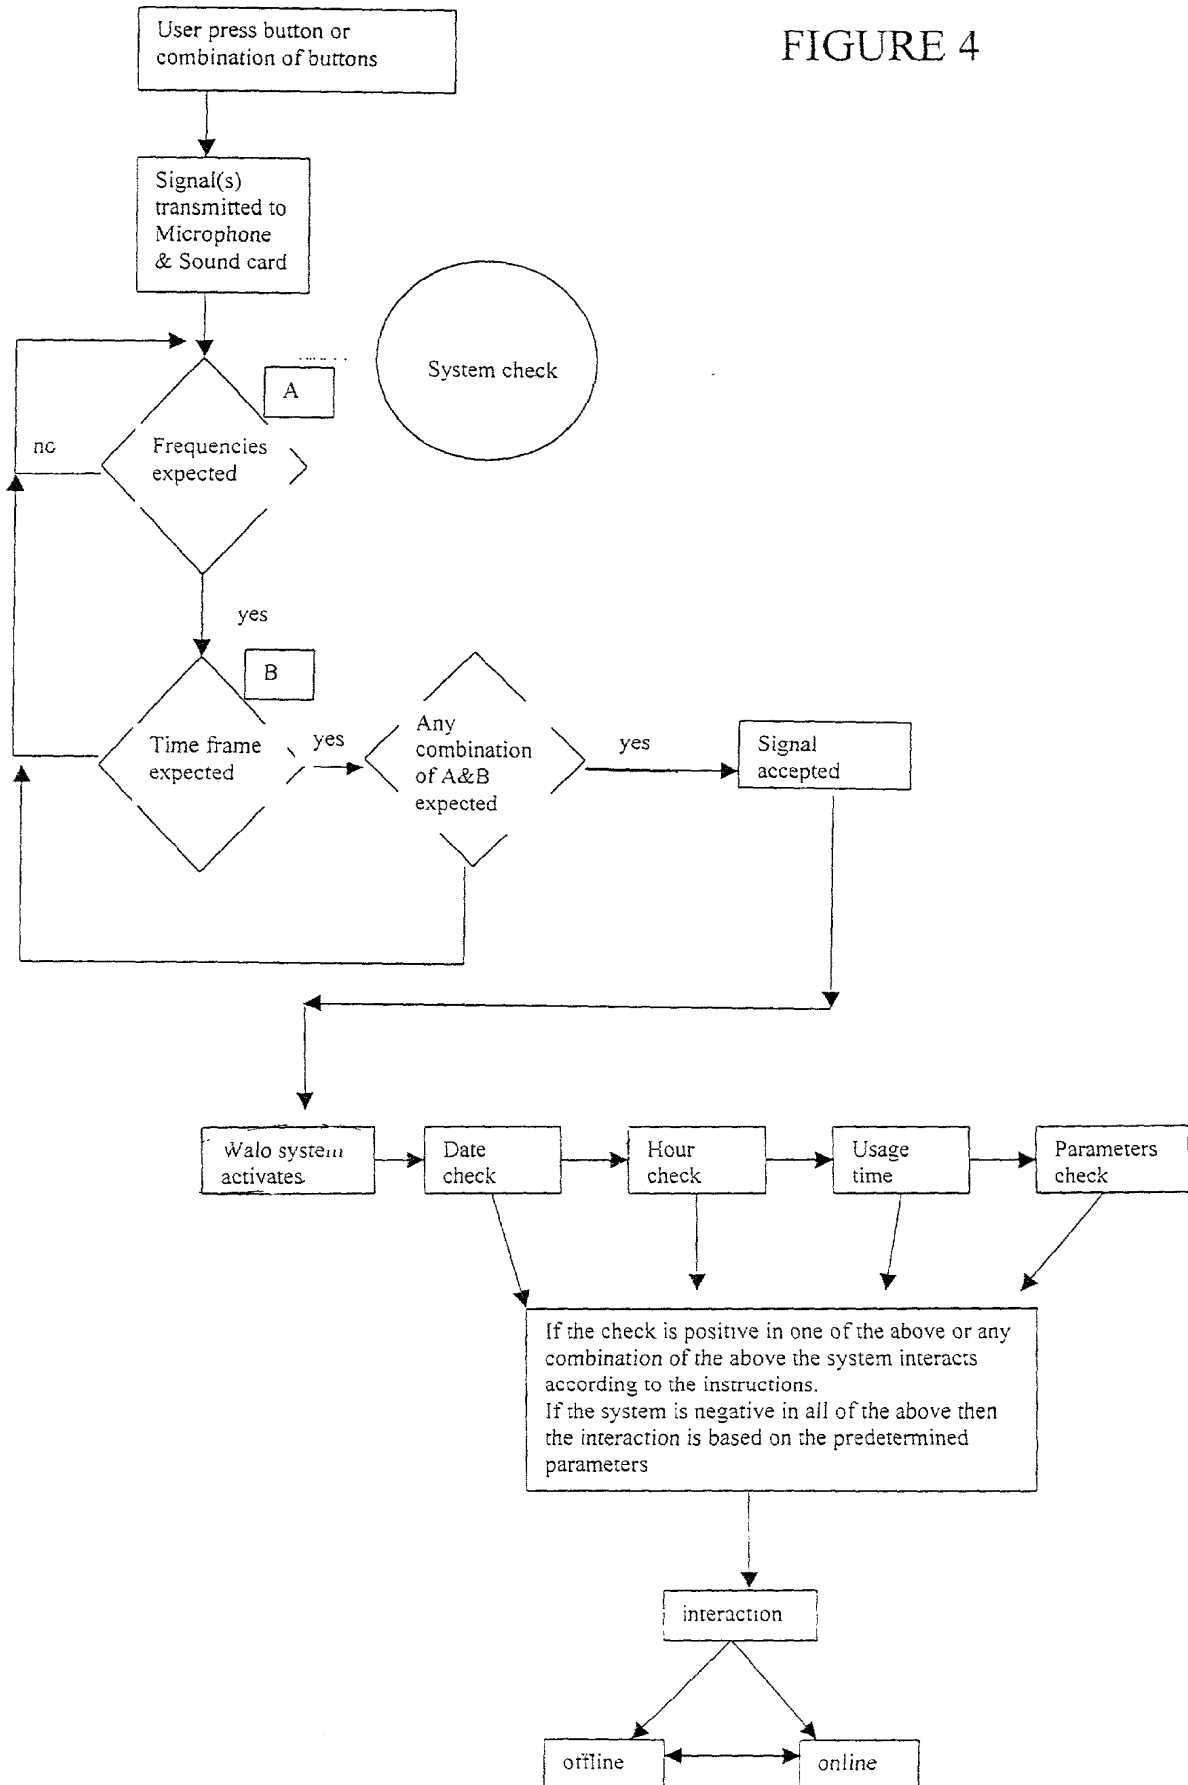 FIGURE 4
User press button or
combination of buttons
Signal(s)
transmitted to
Microphone
& Sound card
System check
A
no
Frequencies
expected
yes
B
Time frame
expected
yes
Any
combination
of A&B
expected
yes
Signal
accepted
Walo system
activates
Date
check
Hour
check
Usage
time
Parameters
check
If the check is positive in one of the above or any
combination of the above the system interacts
according to the instructions.
If the system is negative in all of the above then
the interaction is based on the predetermined
parameters
interaction
offline
online